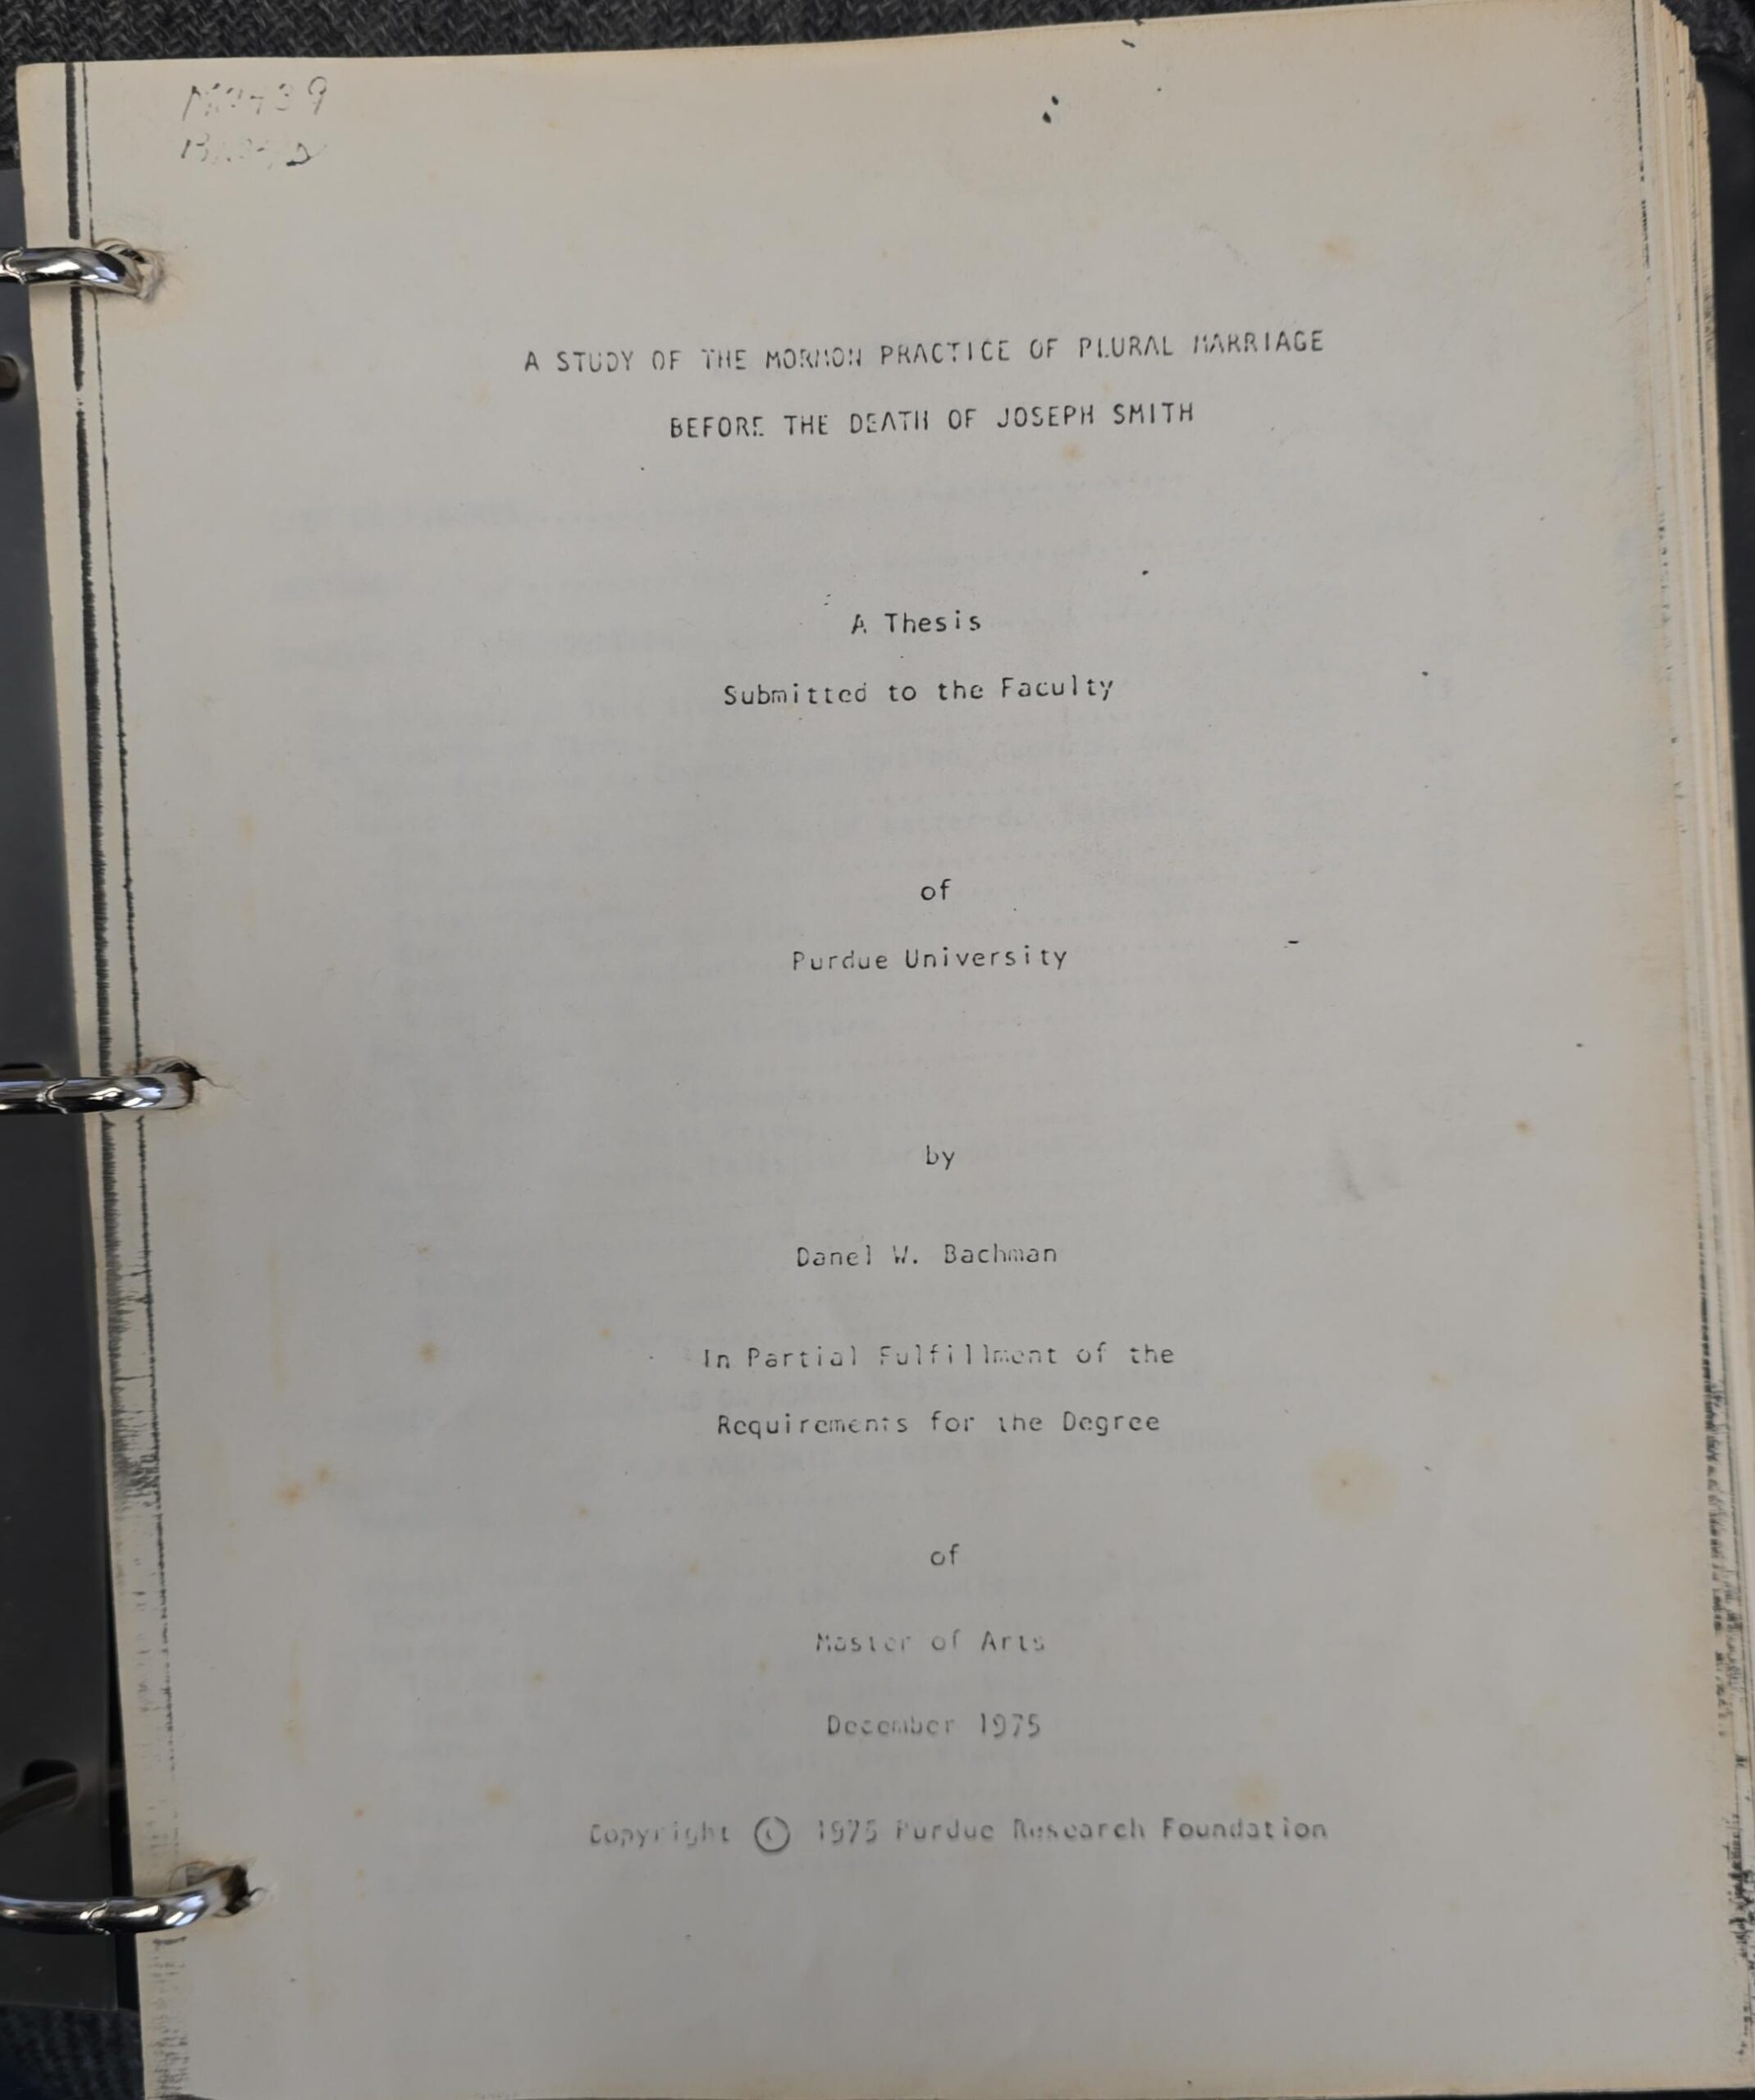 A STUDY OF THE MORMON PRACTICE OF PLURAL MARRIAGE
BEFORE THE DEATH OF JOSEPH SMITH
A Thesis
Submitted to the Faculty
of
Purdue University
by
Danel W. Bachman
In Partial Fulfillment of the
Requirements for the Degree
of
Master of Arts
December 1975
Copyright © 1975 Purdue Research Foundation